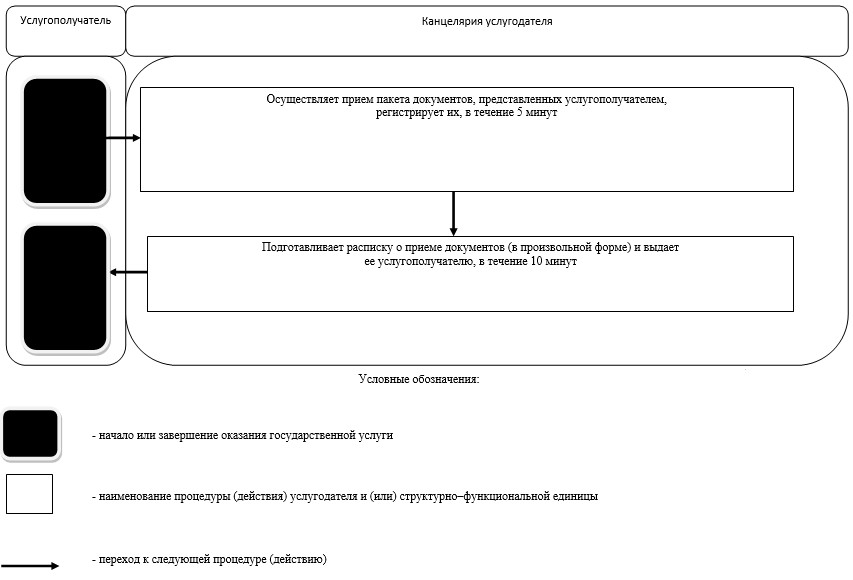 Услугополучатель
Канцелярия услугодателя
Осуществляет прием пакета документов, представленных услугополучателем,
регистрирует их, в течение 5 минут
Подготавливает расписку о приеме документов (в произвольной форме) и выдает
ее услугополучателю, в течение 10 минут
Условные обозначения:
- начало или завершение оказания государственной услуги
- наименование процедуры (действия) услугодателя и (или) структурно–функциональной единицы
- переход к следующей процедуре (действию)